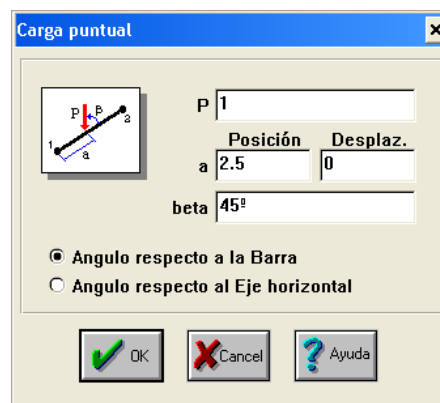 Carga puntual
P β
1 2
a
P 1
Posición Desplaz.
a 2.5 0
beta 45º
Angulo respecto a la Barra
Angulo respecto al Eje horizontal
OK Cancel Ayuda